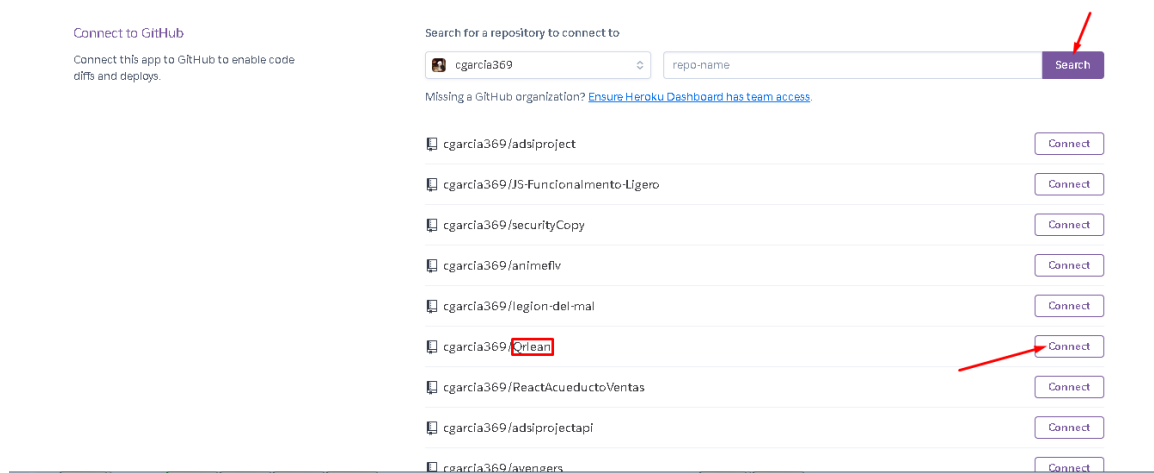 Connect to GitHub
Connect this app to GitHub to enable code
diffs and deploys.
Search for a repository to connect to
cgarcia369
repo-name
Search
Missing a GitHub organization? Ensure Heroku Dashboard has team access.
cgarcia369/adsiproject Connect
cgarcia369/JS-Funcionalmento-Ligero Connect
cgarcia369/securityCopy Connect
cgarcia369/animeflv Connect
cgarcia369/legion-del-mal Connect
cgarcia369/Qrlean Connect
cgarcia369/ReactAcueductoVentas Connect
cgarcia369/adsiprojectapi Connect
cgarcia369/avengers Connect